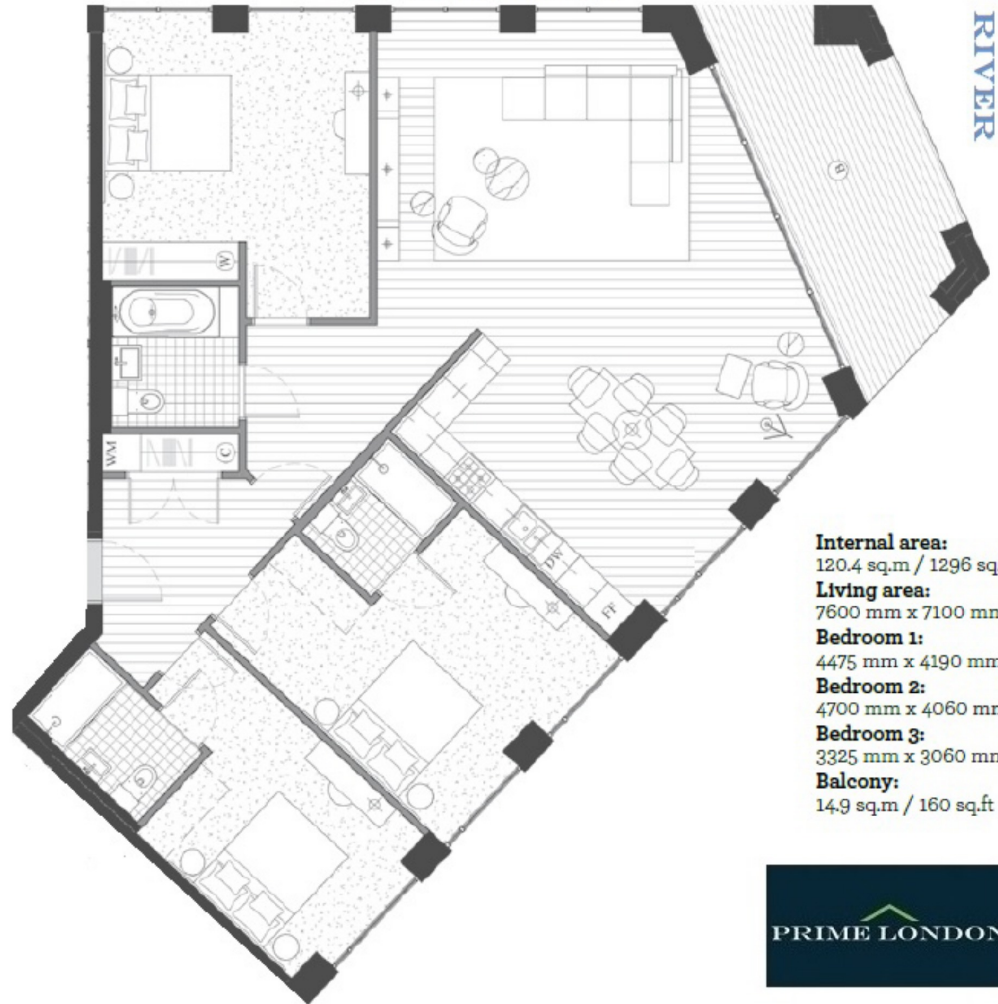 RIVER
B
W
WM
C
DW
FF
Internal area:
120.4 sq.m / 1296 sq.
Living area:
7600 mm x 7100 mm
Bedroom 1:
4475 mm x 4190 mm
Bedroom 2:
4700 mm x 4060 mm
Bedroom 3:
3325 mm x 3060 mm
Balcony:
14.9 sq.m / 160 sq.ft
PRIME LONDON